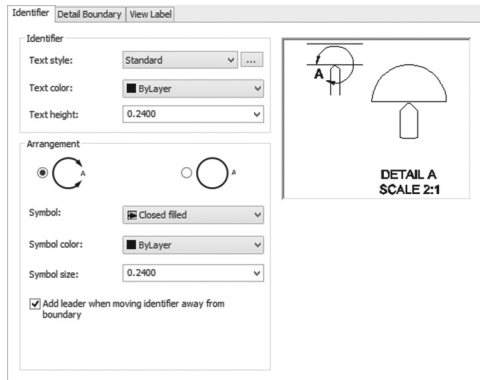 Identifier Detail Boundary View Label
Identifier
Text style: Standard ...
Text color: ByLayer
Text height: 0.2400
Arrangement
A A
Symbol: Closed filled
Symbol color: ByLayer
Symbol size: 0.2400
Add leader when moving identifier away from
boundary
A
DETAIL A
SCALE 2:1